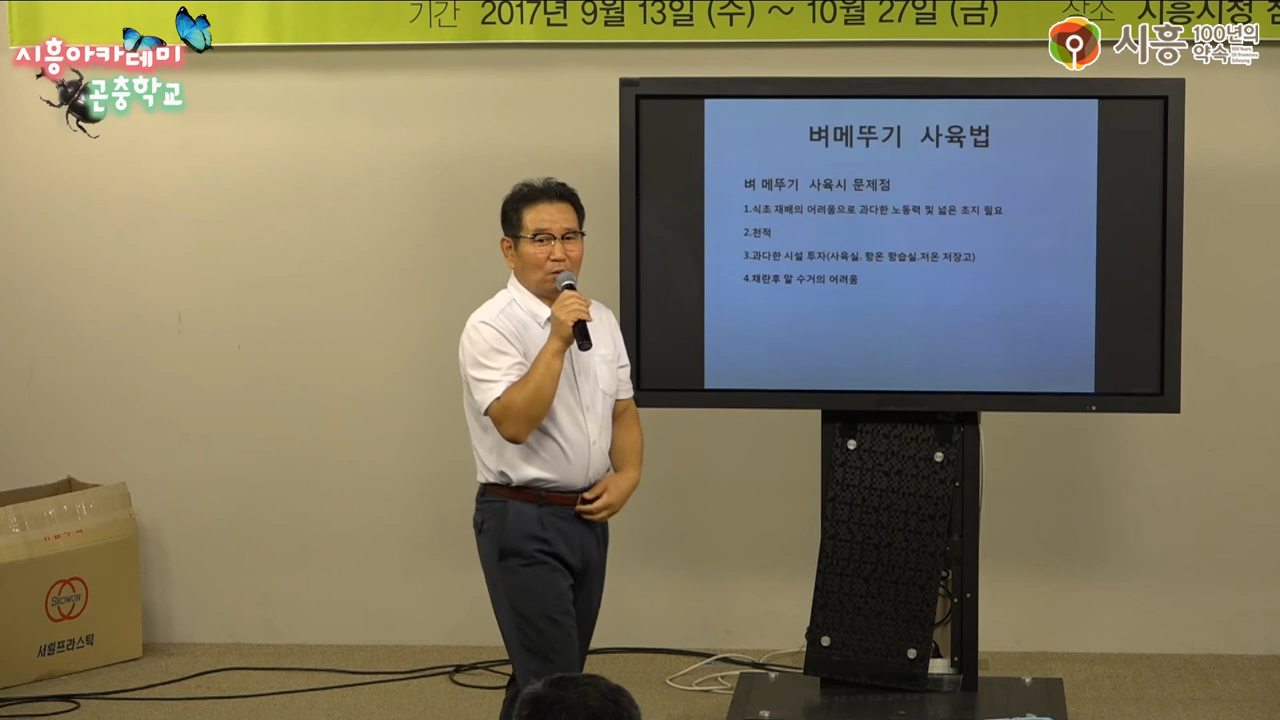 기간 2017년 9월 13일 (수) ~ 10월 27일 (금) 장소 시흥시청
시흥아카데미
곤충학교
시흥 100년의
약속
벼메뚜기 사육법
벼 메뚜기 사육시 문제점
1.식초 재배의 어려움으로 과다한 노동력 및 넓은 초지 필요
2.천적
3.과다한 시설 투자(사육실. 항온 항습실.저온 저장고)
4.채란후 알 수거의 어려움
SEOWON
서원프라스틱